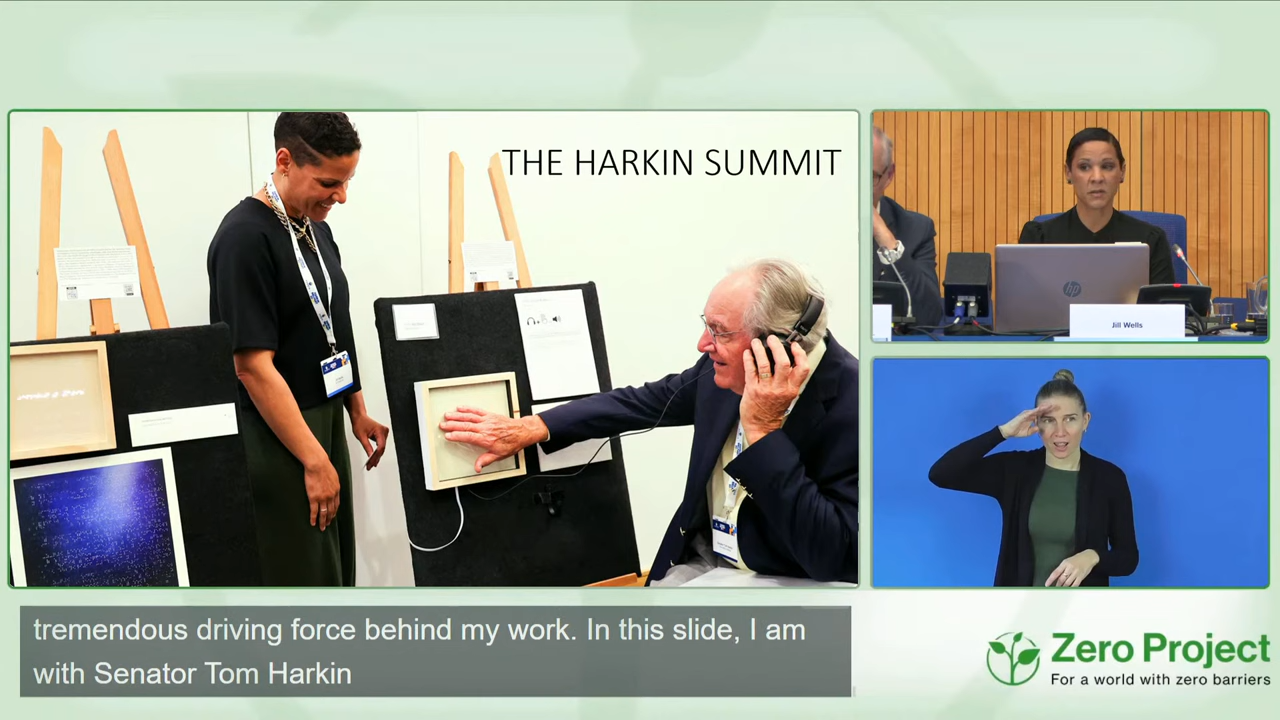 THE HARKIN SUMMIT
hp
Jill Wells
tremendous driving force behind my work. In this slide, I am
with Senator Tom Harkin
Zero Project
For a world with zero barriers